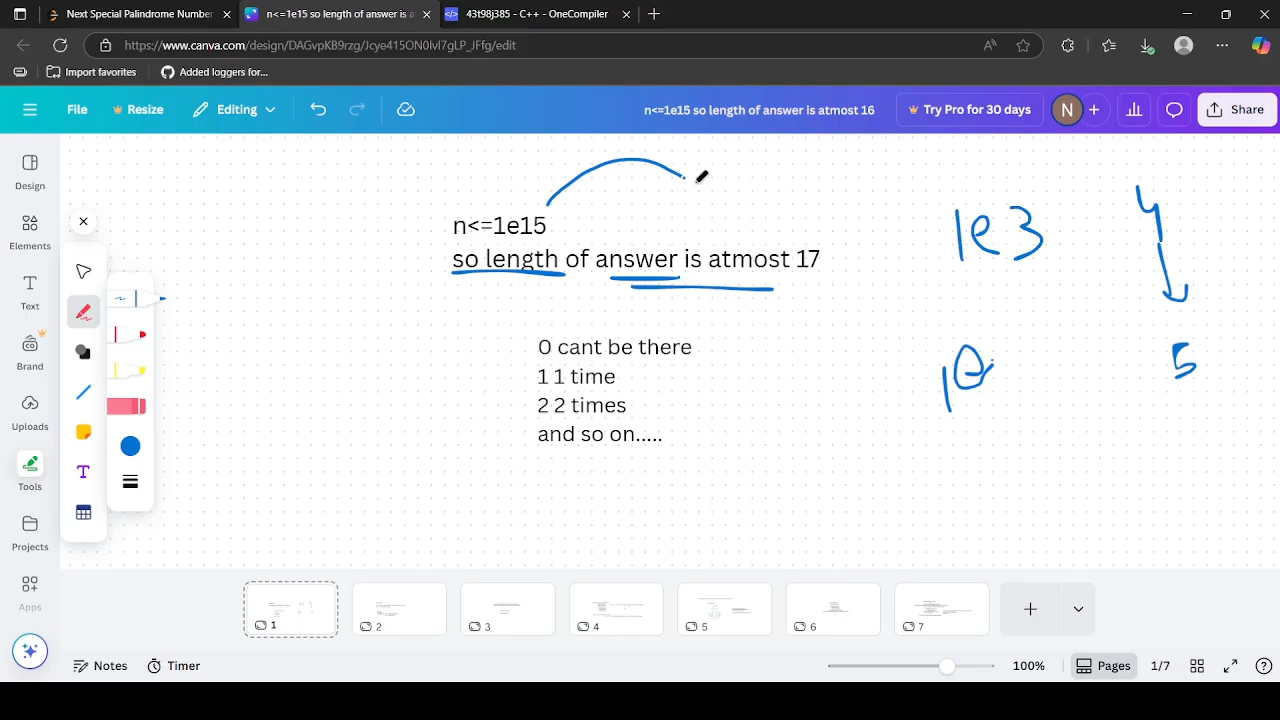 Next Special Palindrome Number
n<=1e15 so length of answer is a
43t98j385 - C++ - OneCompiler
https://www.canva.com/design/DAGvpKB9rzg/Jcye415ON0lvl7gLP_JFfg/edit
Import favorites
Added loggers for...
File
Resize
Editing
n<=1e15 so length of answer is atmost 16
N
Try Pro for 30 days
Share
Design
Elements
Text
Brand
Uploads
Tools
Projects
Apps
n<=1e15
so length of answer is atmost 17
0 cant be there
1 1 time
2 2 times
and so on.....
1e3
4
5
1
2
3
4
5
6
7
Notes
Timer
100%
Pages
1/7